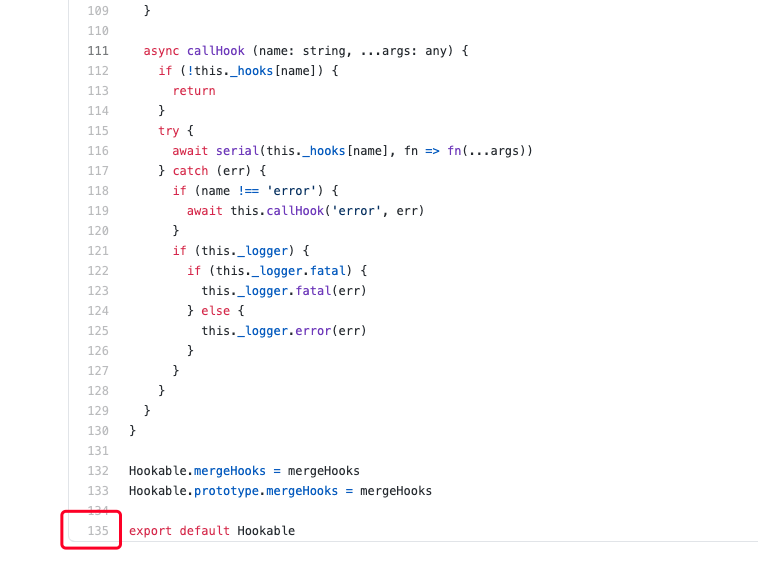 109   }
110
111   async callHook (name: string, ...args: any) {
112     if (!this._hooks[name]) {
113       return
114     }
115     try {
116       await serial(this._hooks[name], fn => fn(...args))
117     } catch (err) {
118       if (name !== 'error') {
119         await this.callHook('error', err)
120       }
121       if (this._logger) {
122         if (this._logger.fatal) {
123           this._logger.fatal(err)
124         } else {
125           this._logger.error(err)
126         }
127       }
128     }
129   }
130 }
131
132 Hookable.mergeHooks = mergeHooks
133 Hookable.prototype.mergeHooks = mergeHooks
134
135 export default Hookable